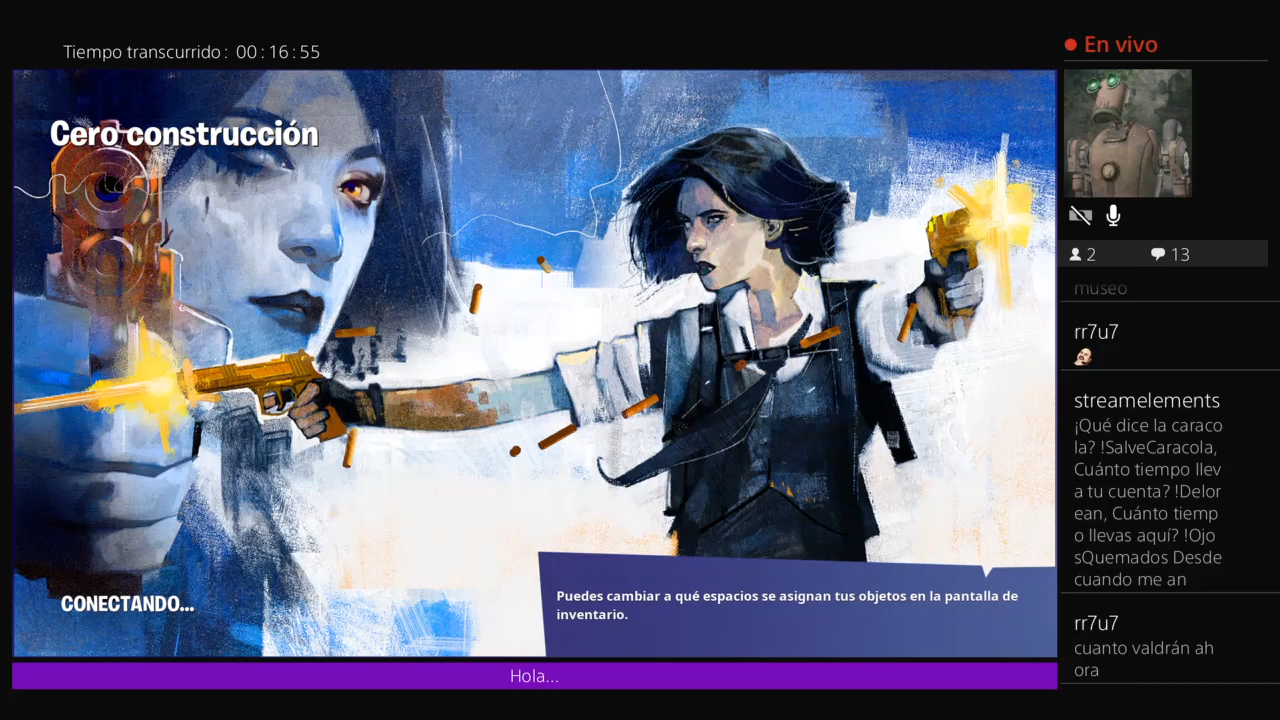 Tiempo transcurrido: 00:16:55
En vivo
Cero construcción
2 13
museo
rr7u7
streamelements
¡Qué dice la caraco
la? !SalveCaracola,
Cuánto tiempo llev
a tu cuenta? !Delor
ean, Cuánto tiemp
o llevas aquí? !Ojo
sQuemados Desde
cuando me an
rr7u7
cuanto valdrán ah
ora
CONECTANDO...
Puedes cambiar a qué espacios se asignan tus objetos en la pantalla de
inventario.
Hola...